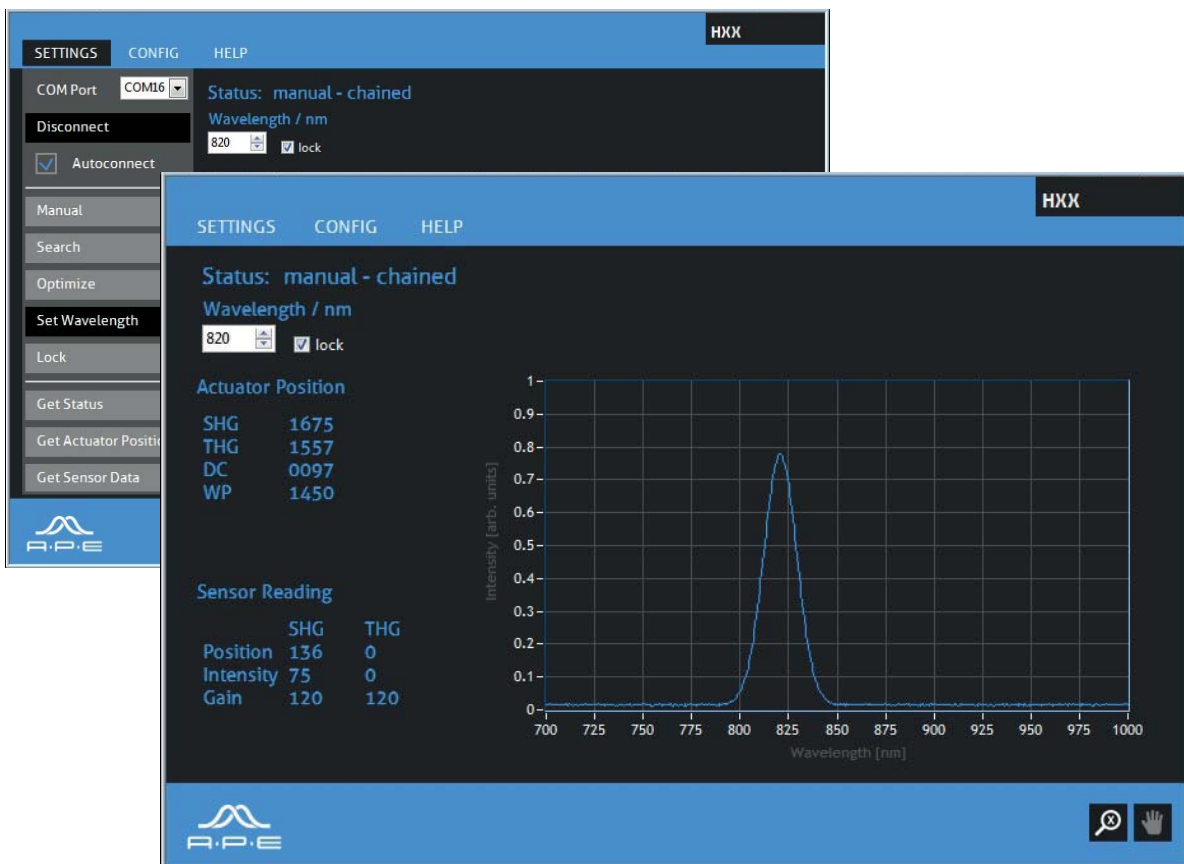 HXX
SETTINGS CONFIG HELP
COM Port COM16
Status: manual - chained
Disconnect
Wavelength / nm
820 lock
Autoconnect
Manual
Search
Optimize
Set Wavelength
Lock
Get Status
Get Actuator Positi
Get Sensor Data
A·P·E
HXX
SETTINGS CONFIG HELP
Status: manual - chained
Wavelength / nm
820 lock
Actuator Position
SHG 1675
THG 1557
DC 0097
WP 1450
Sensor Reading
SHG THG
Position 136 0
Intensity 75 0
Gain 120 120
Intensity [arb. units]
1
0.9
0.8
0.7
0.6
0.5
0.4
0.3
0.2
0.1
0
700 725 750 775 800 825 850 875 900 925 950 975 1000
Wavelength [nm]
A·P·E